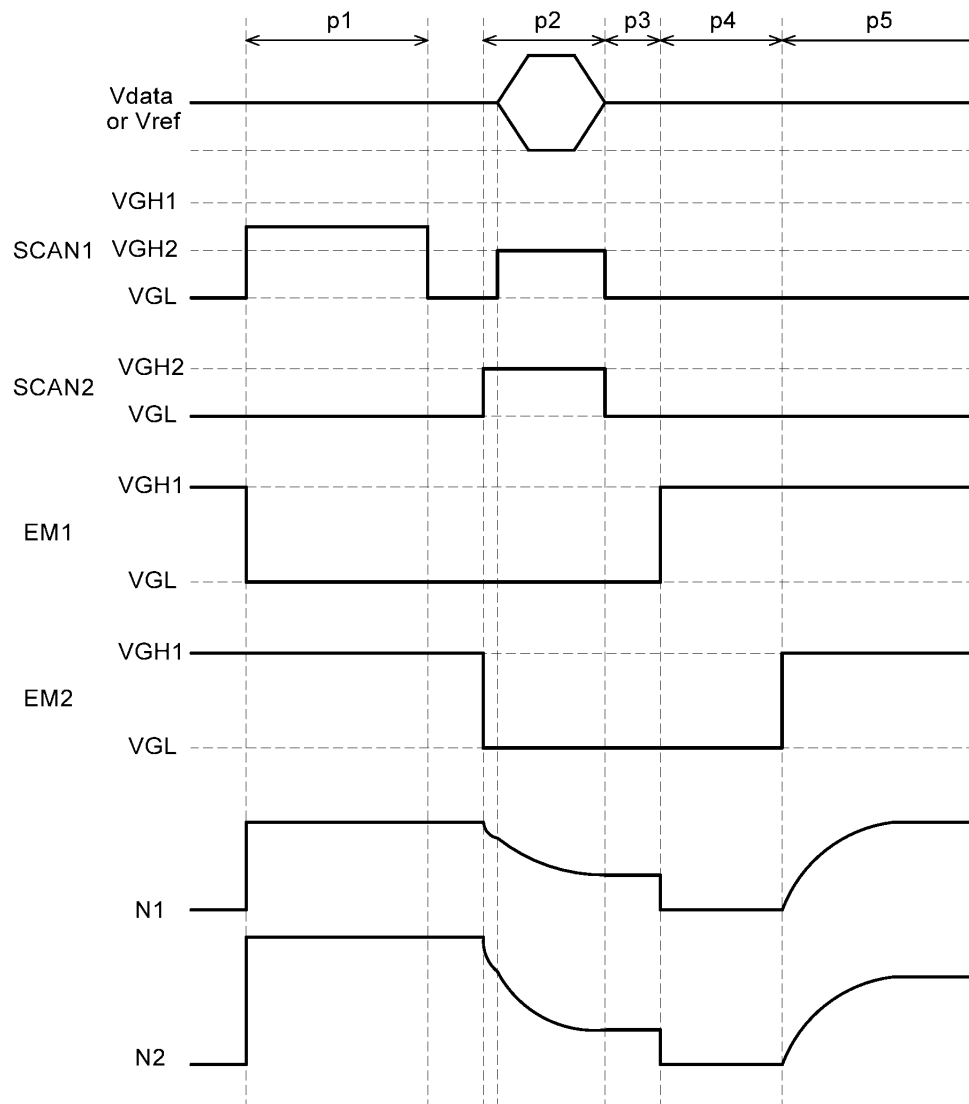 p1
p2
p3
p4
p5
Vdata
or Vref
VGH1
SCAN1
VGH2
VGL
SCAN2
VGH2
VGL
VGH1
EM1
VGL
VGH1
EM2
VGL
N1
N2